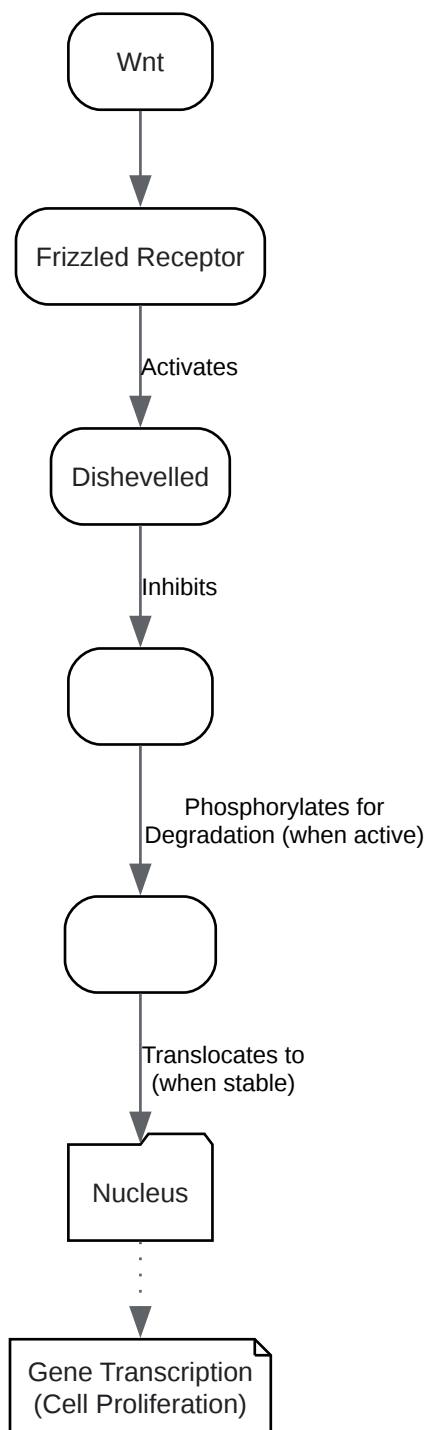 Wnt
Frizzled Receptor
Activates
Dishevelled
Inhibits
Phosphorylates for
Degradation (when active)
Translocates to
(when stable)
Nucleus
Gene Transcription
(Cell Proliferation)